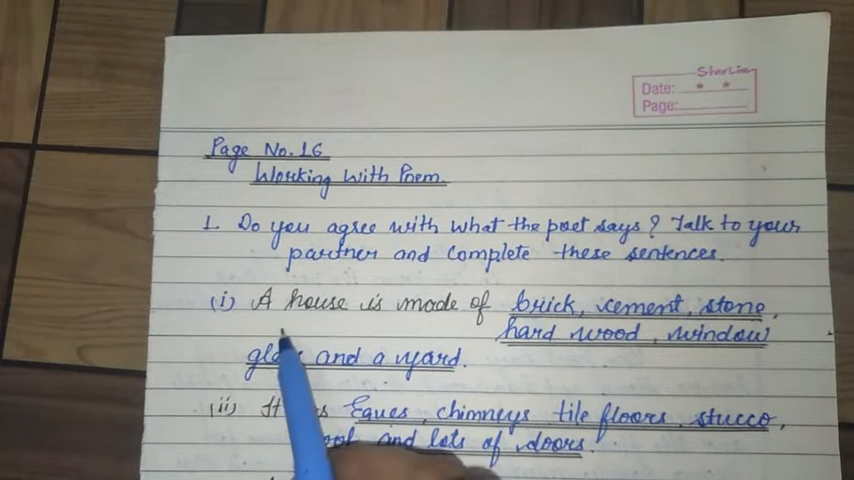 StarLine
Date:
Page:
Page No. 16
Working With Poem
1. Do you agree with what the poet says? Talk to your
partner and complete these sentences.
(i) A house is made of brick, cement, stone,
hard wood, window
and a yard.
(ii) Eaves, chimneys tile floors, stucco,
and lots of doors.